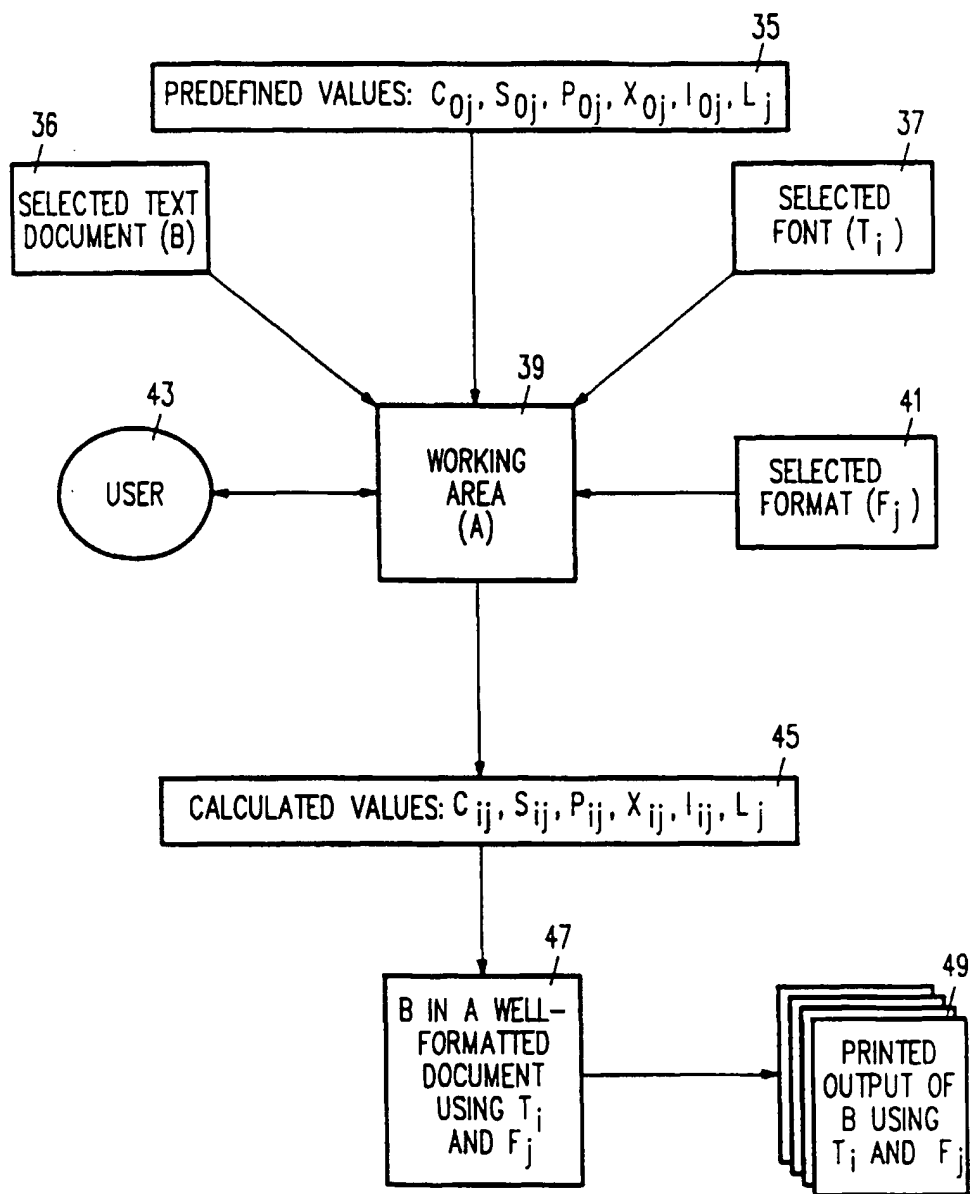 35
PREDEFINED VALUES: C0j, S0j, P0j, X0j, I0j, Lj
36
SELECTED TEXT
DOCUMENT (B)
37
SELECTED
FONT (Ti)
39
WORKING
AREA
(A)
43
USER
41
SELECTED
FORMAT (Fj)
45
CALCULATED VALUES: Cij, Sij, Pij, Xij, Iij, Lj
47
B IN A WELL-
FORMATTED
DOCUMENT
USING Ti
AND Fj
49
PRINTED
OUTPUT OF
B USING
Ti AND Fj